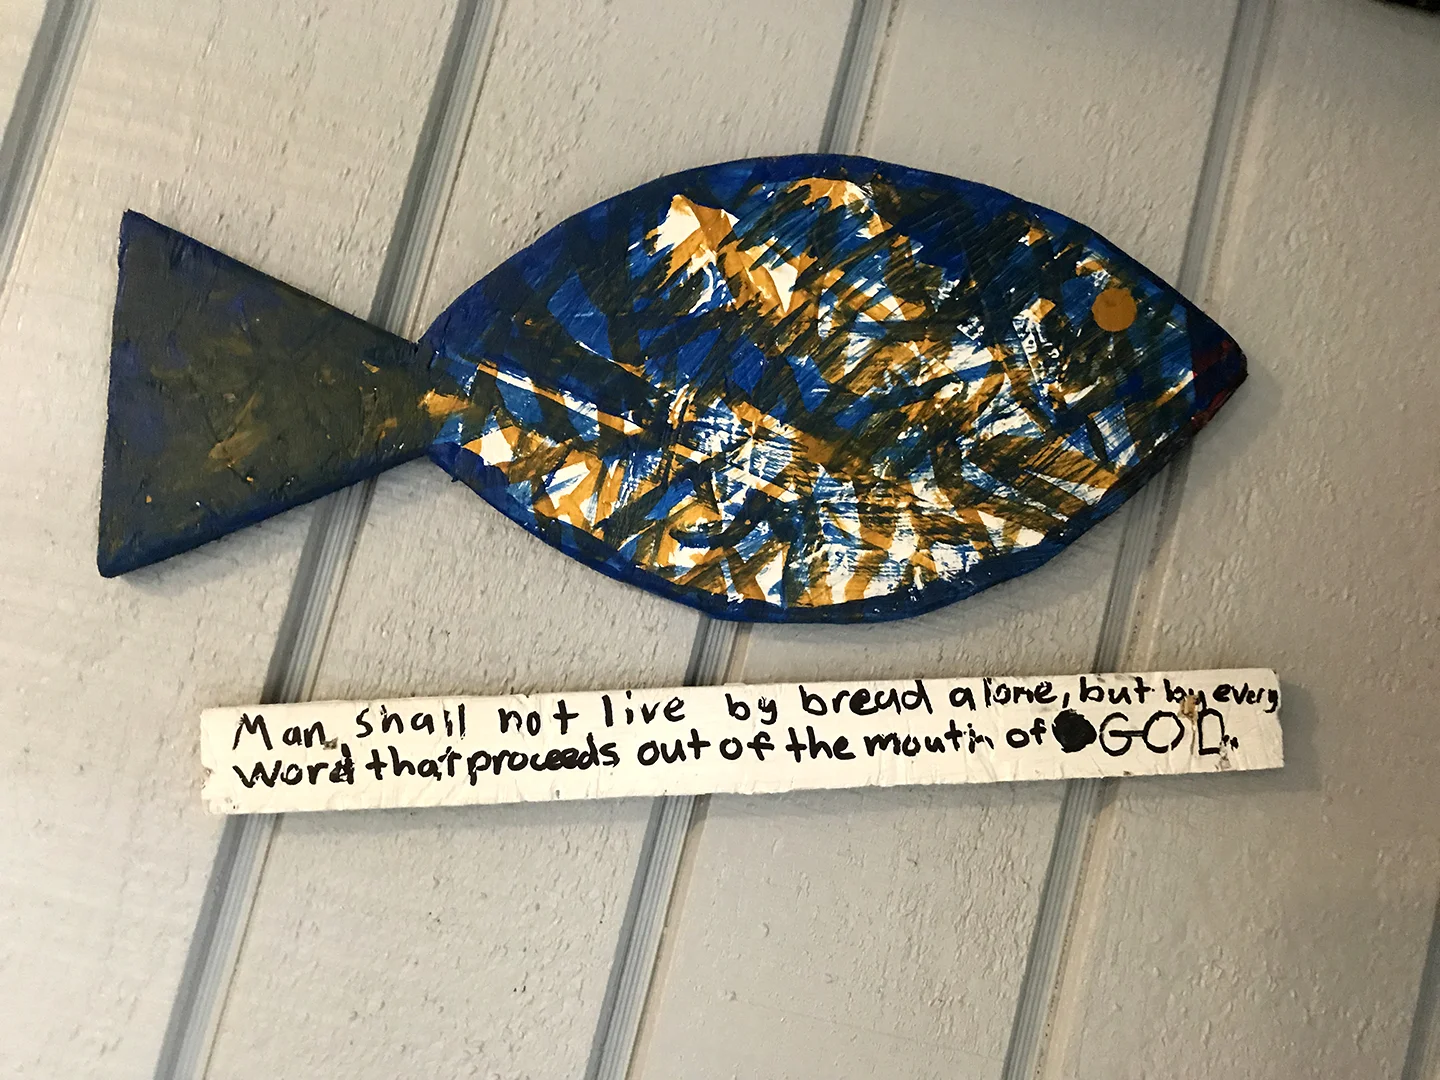 Man shall not live by bread alone, but by every
Word that proceeds out of the mouth of GOD.